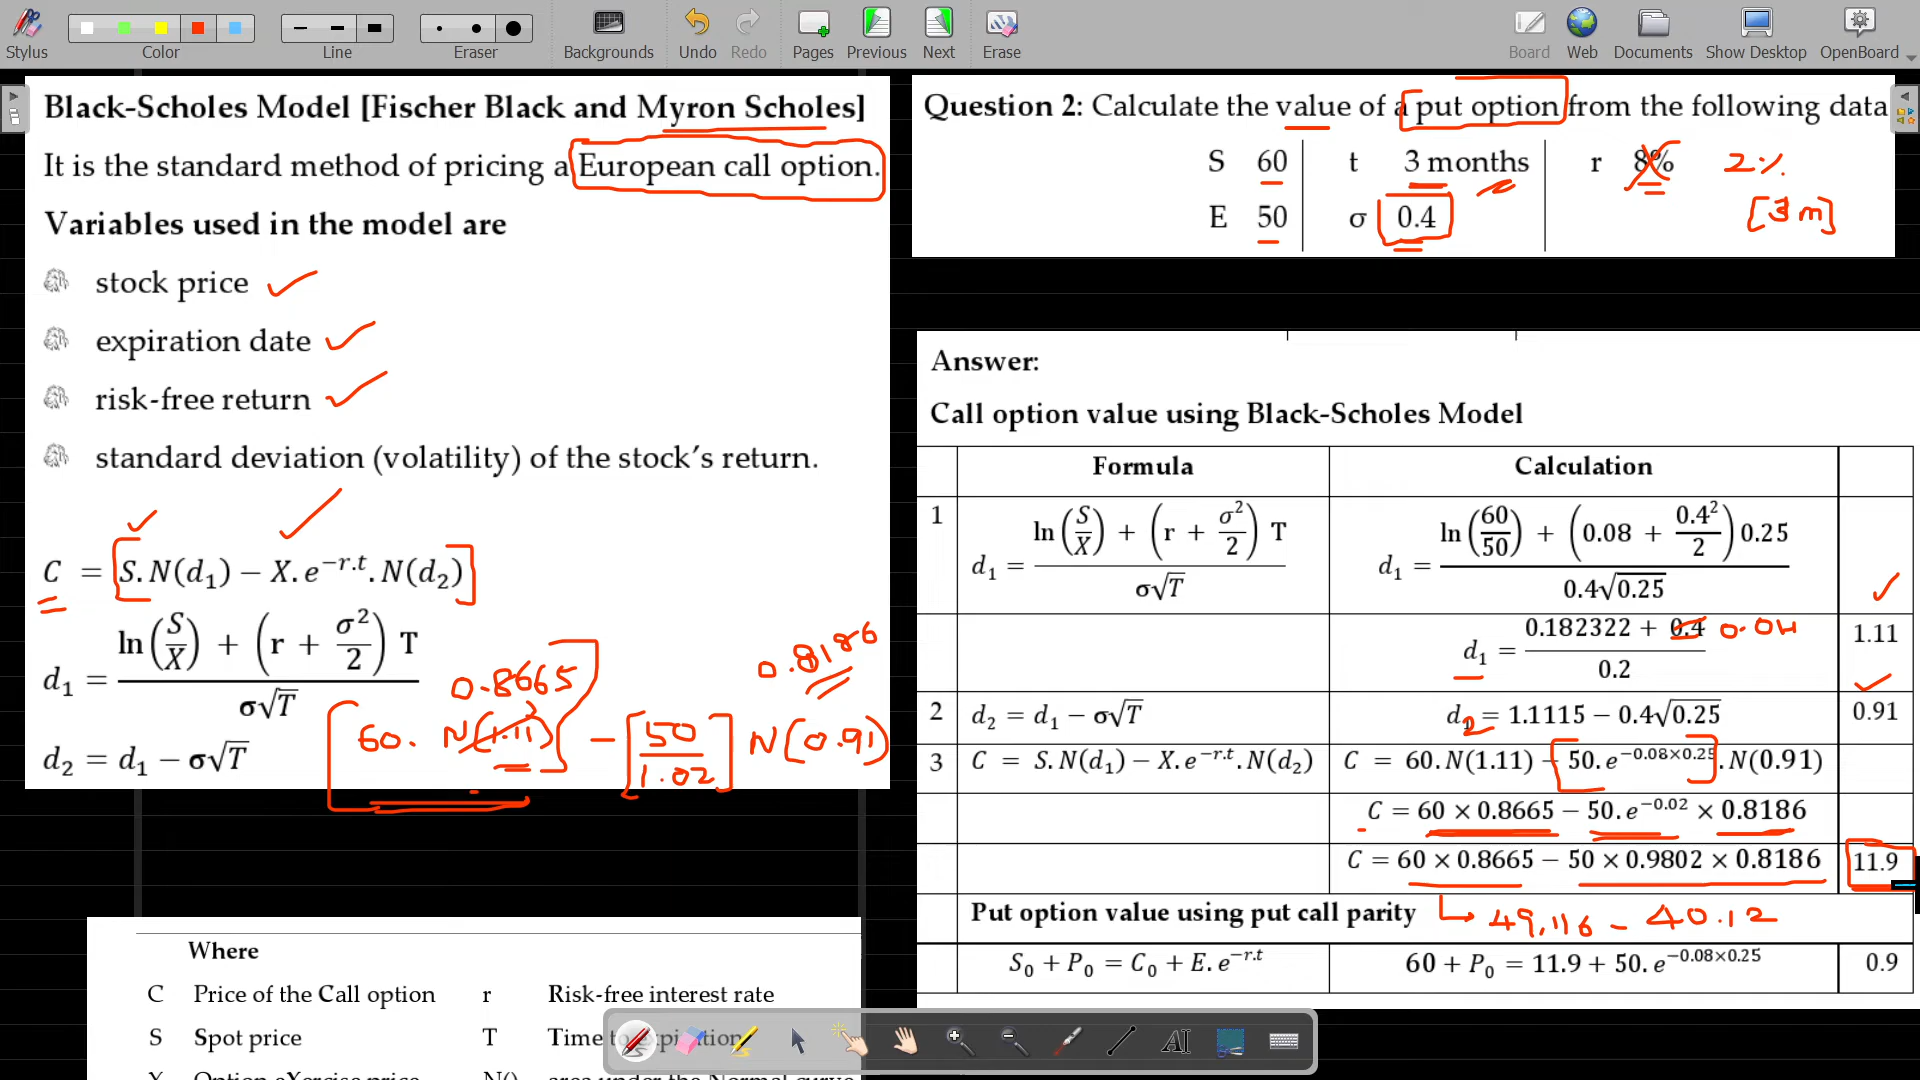 Stylus Color Line Eraser Backgrounds Undo Redo Pages Previous Next Erase Board Web Documents Show Desktop OpenBoard
Black-Scholes Model [Fischer Black and Myron Scholes]
It is the standard method of pricing a European call option.
Variables used in the model are
stock price
expiration date
risk-free return
standard deviation (volatility) of the stock's return.
C = S.N(d₁) − X.e^(−r.t).N(d₂)
d₁ = (ln(S/X) + (r + σ²/2) T) / (σ√T)
d₂ = d₁ − σ√T
0.8665
0.8186
60. N(1.11) − [50/1.02] N(0.91)
Where
C Price of the Call option r Risk-free interest rate
S Spot price T Time to expiration
X Option eXercise price N() area under the Normal curve
Question 2: Calculate the value of a put option from the following data
S 60 t 3 months r 8% 2%
E 50 σ 0.4 [3 m]
Answer:
Call option value using Black-Scholes Model
Formula Calculation
1 d₁ = (ln(S/X) + (r + σ²/2) T) / (σ√T) d₁ = (ln(60/50) + (0.08 + 0.4²/2) 0.25) / (0.4√0.25)
d₁ = (0.182322 + 0.4) / 0.2 0.04 1.11
2 d₂ = d₁ − σ√T d₂ = 1.1115 − 0.4√0.25 0.91
3 C = S.N(d₁) − X.e^(−r.t).N(d₂) C = 60.N(1.11) − 50.e^(−0.08×0.25).N(0.91)
C = 60 × 0.8665 − 50.e^(−0.02) × 0.8186
C = 60 × 0.8665 − 50 × 0.9802 × 0.8186 11.9
Put option value using put call parity 49.116 − 40.12
S₀ + P₀ = C₀ + E.e^(−r.t) 60 + P₀ = 11.9 + 50.e^(−0.08×0.25) 0.9